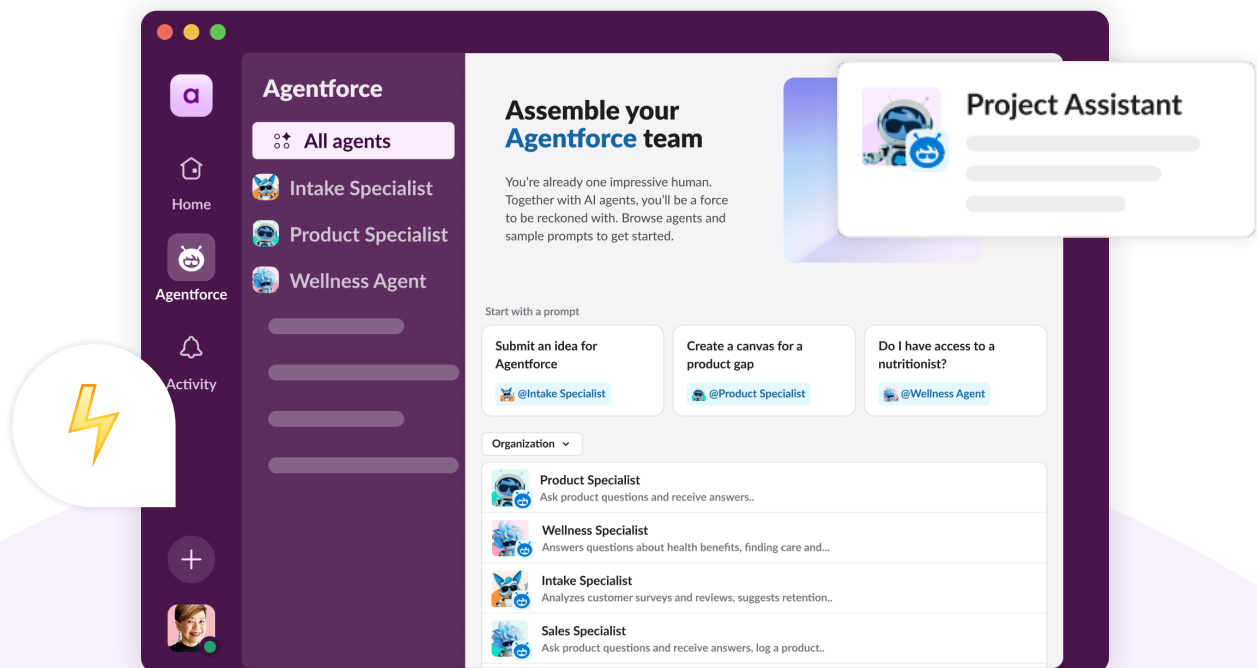 a
Home
Agentforce
Activity
Agentforce
All agents
Intake Specialist
Product Specialist
Wellness Agent
Assemble your
Agentforce team
You're already one impressive human.
Together with AI agents, you'll be a force
to be reckoned with. Browse agents and
sample prompts to get started.
Project Assistant
Start with a prompt
Submit an idea for
Agentforce
@Intake Specialist
Create a canvas for a
product gap
@Product Specialist
Do I have access to a
nutritionist?
@Wellness Agent
Organization
Product Specialist
Ask product questions and receive answers..
Wellness Specialist
Answers questions about health benefits, finding care and...
Intake Specialist
Analyzes customer surveys and reviews, suggests retention..
Sales Specialist
Ask product questions and receive answers, log a product..